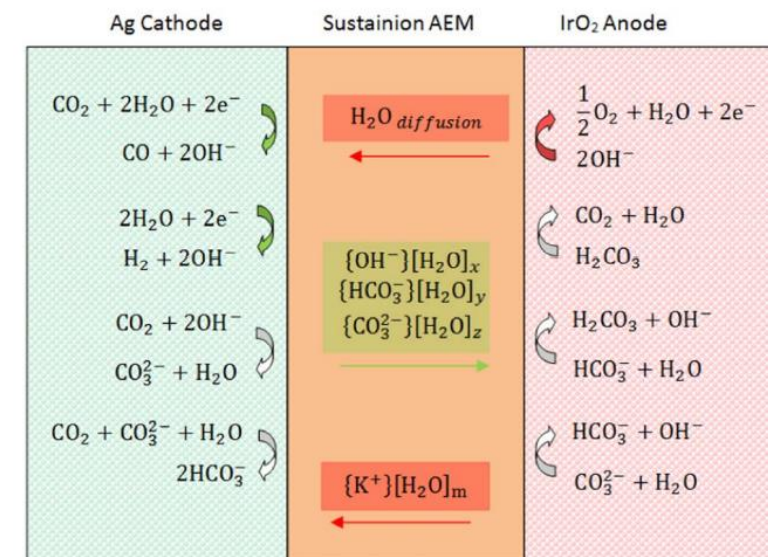 Ag Cathode
Sustainion AEM
IrO₂ Anode
CO₂ + 2H₂O + 2e⁻
CO + 2OH⁻
2H₂O + 2e⁻
H₂ + 2OH⁻
CO₂ + 2OH⁻
CO₃²⁻ + H₂O
CO₂ + CO₃²⁻ + H₂O
2HCO₃⁻
H₂O diffusion
{OH⁻}[H₂O]ₓ
{HCO₃⁻}[H₂O]y
{CO₃²⁻}[H₂O]z
{K⁺}[H₂O]ₘ
1/2 O₂ + H₂O + 2e⁻
2OH⁻
CO₂ + H₂O
H₂CO₃
H₂CO₃ + OH⁻
HCO₃⁻ + H₂O
HCO₃⁻ + OH⁻
CO₃²⁻ + H₂O